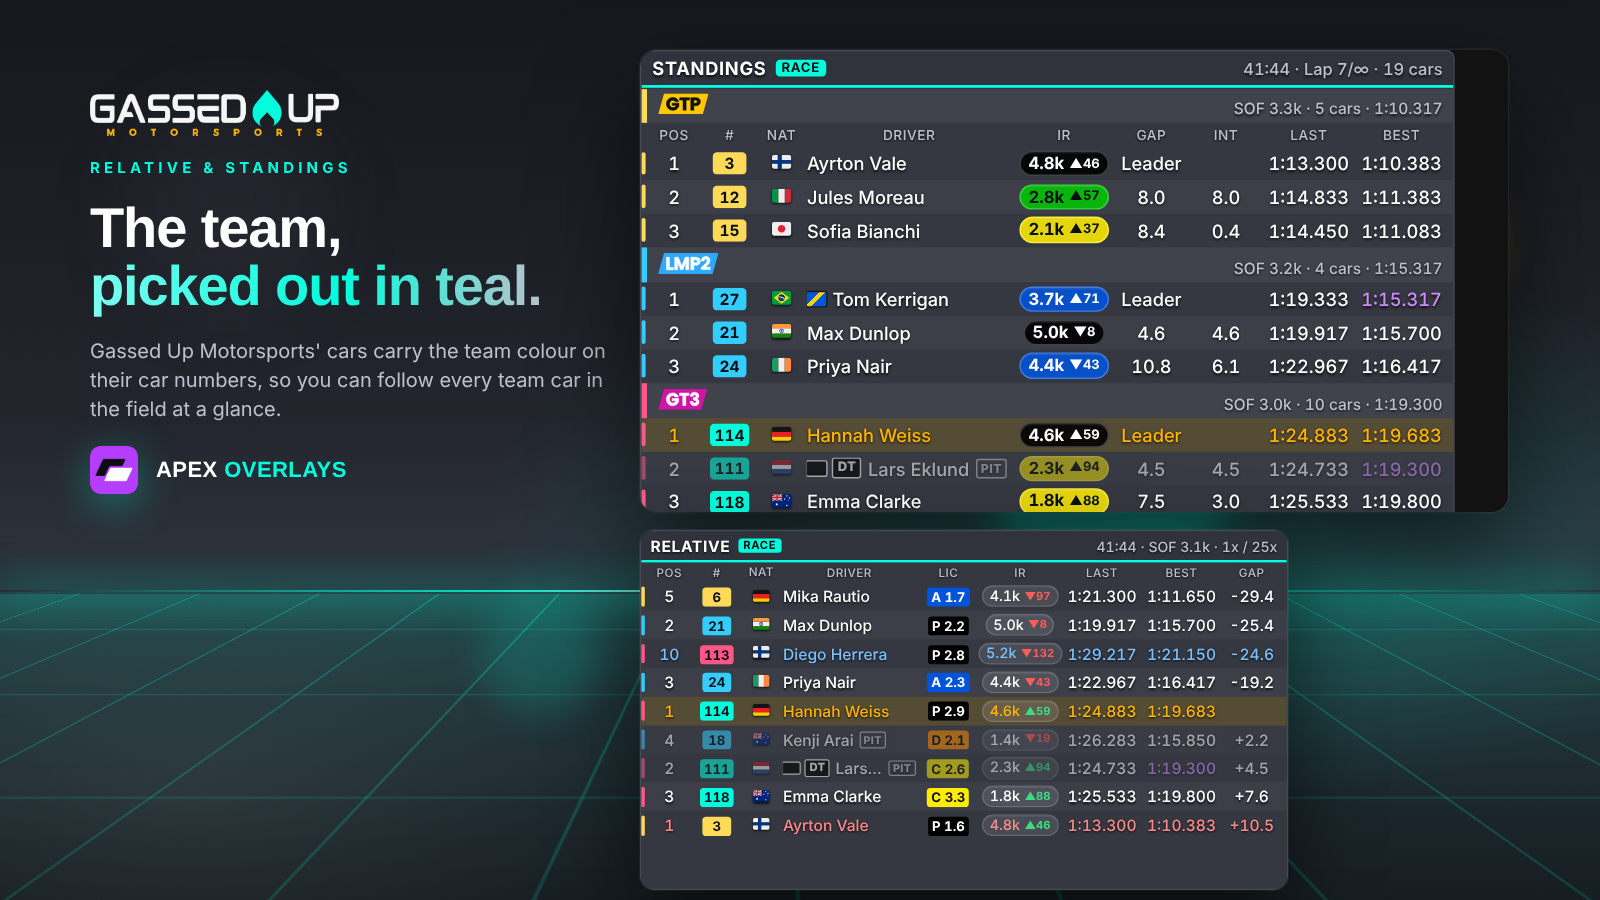 GASSED UP
MOTORSPORTS
RELATIVE & STANDINGS
The team,
picked out in teal.
Gassed Up Motorsports' cars carry the team colour on
their car numbers, so you can follow every team car in
the field at a glance.
APEX OVERLAYS
STANDINGS RACE 41:44 · Lap 7/∞ · 19 cars
GTP SOF 3.3k · 5 cars · 1:10.317
POS # NAT DRIVER IR GAP INT LAST BEST
1 3 Ayrton Vale 4.8k ▲46 Leader 1:13.300 1:10.383
2 12 Jules Moreau 2.8k ▲57 8.0 8.0 1:14.833 1:11.383
3 15 Sofia Bianchi 2.1k ▲37 8.4 0.4 1:14.450 1:11.083
LMP2 SOF 3.2k · 4 cars · 1:15.317
1 27 Tom Kerrigan 3.7k ▲71 Leader 1:19.333 1:15.317
2 21 Max Dunlop 5.0k ▼8 4.6 4.6 1:19.917 1:15.700
3 24 Priya Nair 4.4k ▼43 10.8 6.1 1:22.967 1:16.417
GT3 SOF 3.0k · 10 cars · 1:19.300
1 114 Hannah Weiss 4.6k ▲59 Leader 1:24.883 1:19.683
2 111 DT Lars Eklund PIT 2.3k ▲94 4.5 4.5 1:24.733 1:19.300
3 118 Emma Clarke 1.8k ▲88 7.5 3.0 1:25.533 1:19.800
RELATIVE RACE 41:44 · SOF 3.1k · 1x / 25x
POS # NAT DRIVER LIC IR LAST BEST GAP
5 6 Mika Rautio A 1.7 4.1k ▼97 1:21.300 1:11.650 -29.4
2 21 Max Dunlop P 2.2 5.0k ▼8 1:19.917 1:15.700 -25.4
10 113 Diego Herrera P 2.8 5.2k ▼132 1:29.217 1:21.150 -24.6
3 24 Priya Nair A 2.3 4.4k ▼43 1:22.967 1:16.417 -19.2
1 114 Hannah Weiss P 2.9 4.6k ▲59 1:24.883 1:19.683
4 18 Kenji Arai PIT D 2.1 1.4k ▼19 1:26.283 1:15.850 +2.2
2 111 DT Lars... PIT C 2.6 2.3k ▲94 1:24.733 1:19.300 +4.5
3 118 Emma Clarke C 3.3 1.8k ▲88 1:25.533 1:19.800 +7.6
1 3 Ayrton Vale P 1.6 4.8k ▲46 1:13.300 1:10.383 +10.5